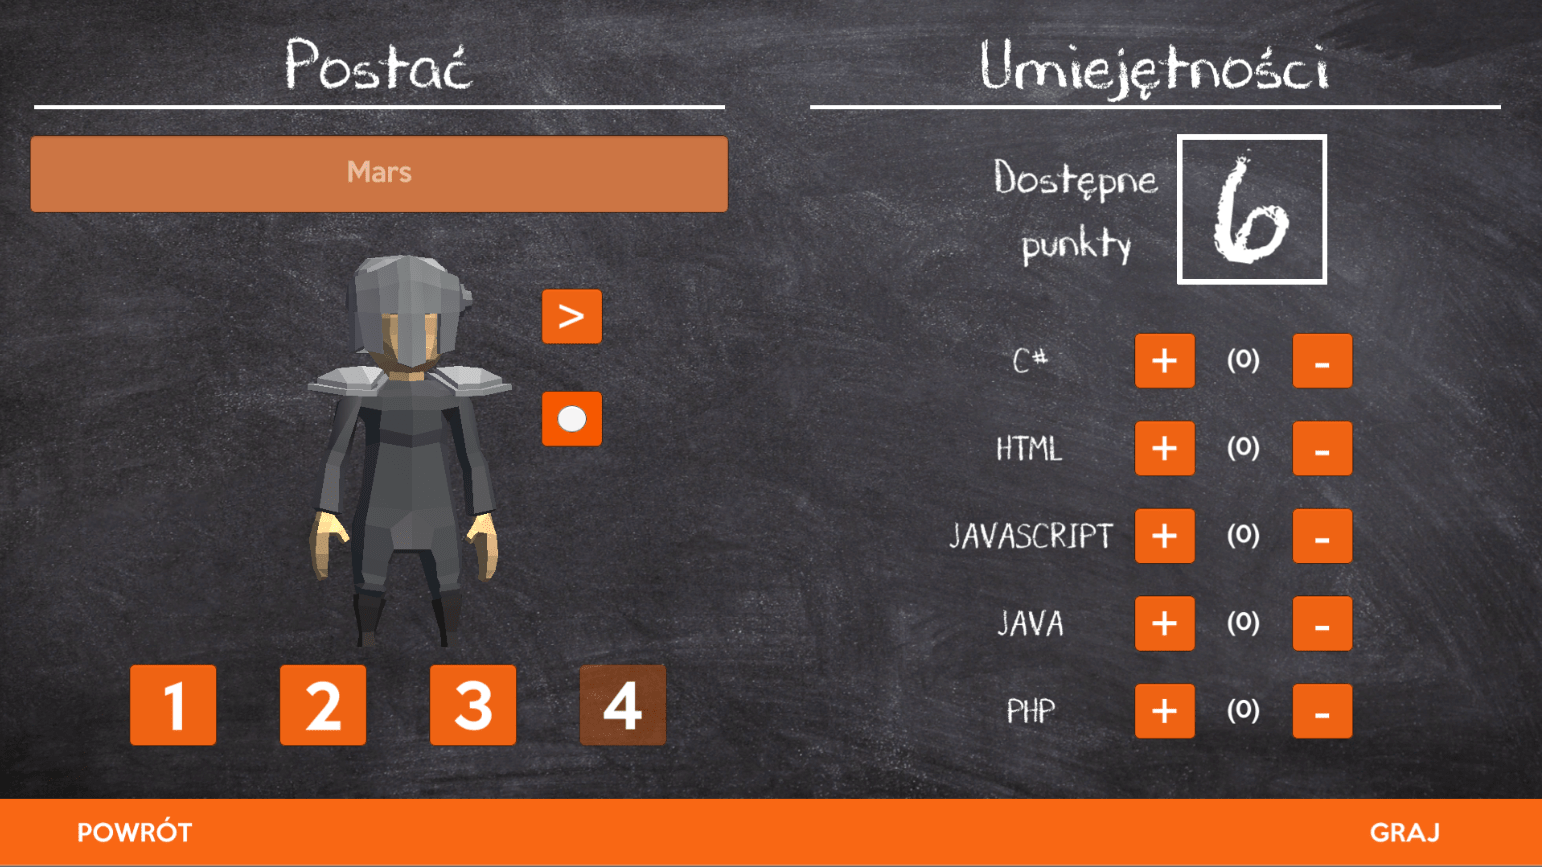 Postać
Mars
>
1 2 3 4
Umiejętności
Dostępne
punkty
6
C# + (0) -
HTML + (0) -
JAVASCRIPT + (0) -
JAVA + (0) -
PHP + (0) -
POWRÓT
GRAJ